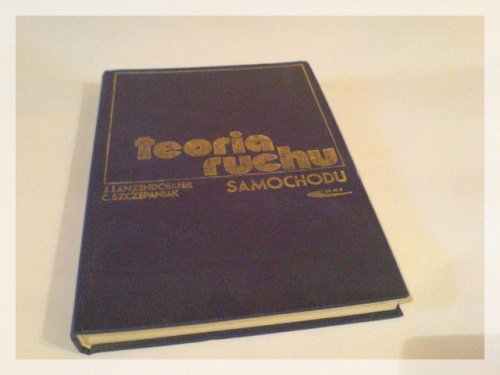 teoria
ruchu
SAMOCHODU
J. LANZENDOERFER
C. SZCZEPANIAK